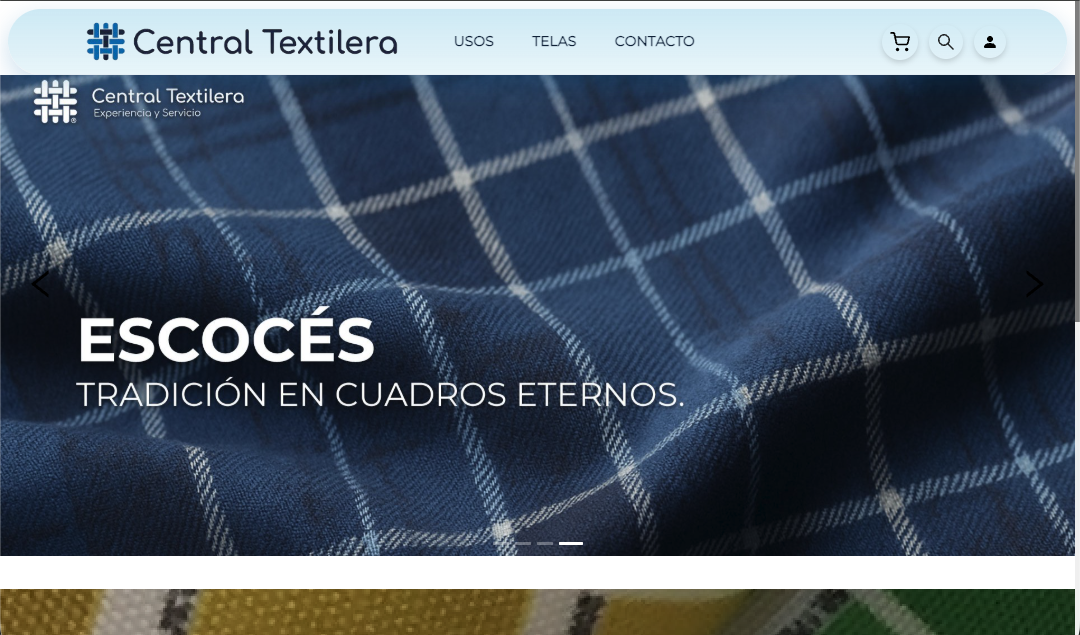 Central Textilera
USOS
TELAS
CONTACTO
Central Textilera
Experiencia y Servicio
ESCOCÉS
TRADICIÓN EN CUADROS ETERNOS.